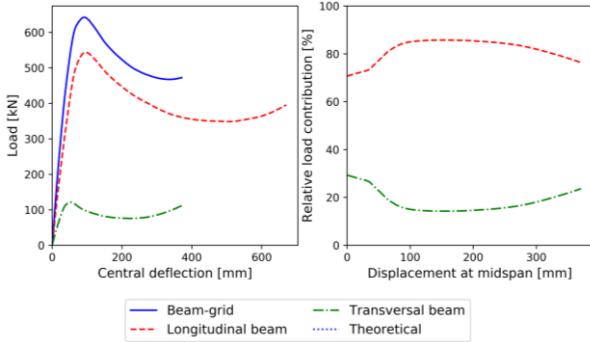 Load [kN]
600
500
400
300
200
100
0
0 200 400 600
Central deflection [mm]
Relative load contribution [%]
100
80
60
40
20
0
0 100 200 300
Displacement at midspan [mm]
Beam-grid
Longitudinal beam
Transversal beam
Theoretical